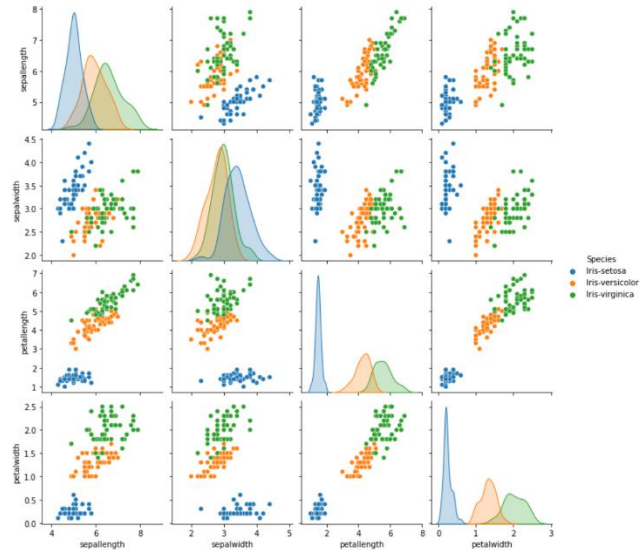 8
7
6
5
sepallength
4.5
4.0
3.5
3.0
2.5
2.0
sepalwidth
Species
Iris-setosa
Iris-versicolor
Iris-virginica
7
6
5
4
3
2
1
petallength
2.5
2.0
1.5
1.0
0.5
0.0
petalwidth
4 6 8
2 3 4 5
2 4 6 8
0 1 2 3
sepallength sepalwidth petallength petalwidth